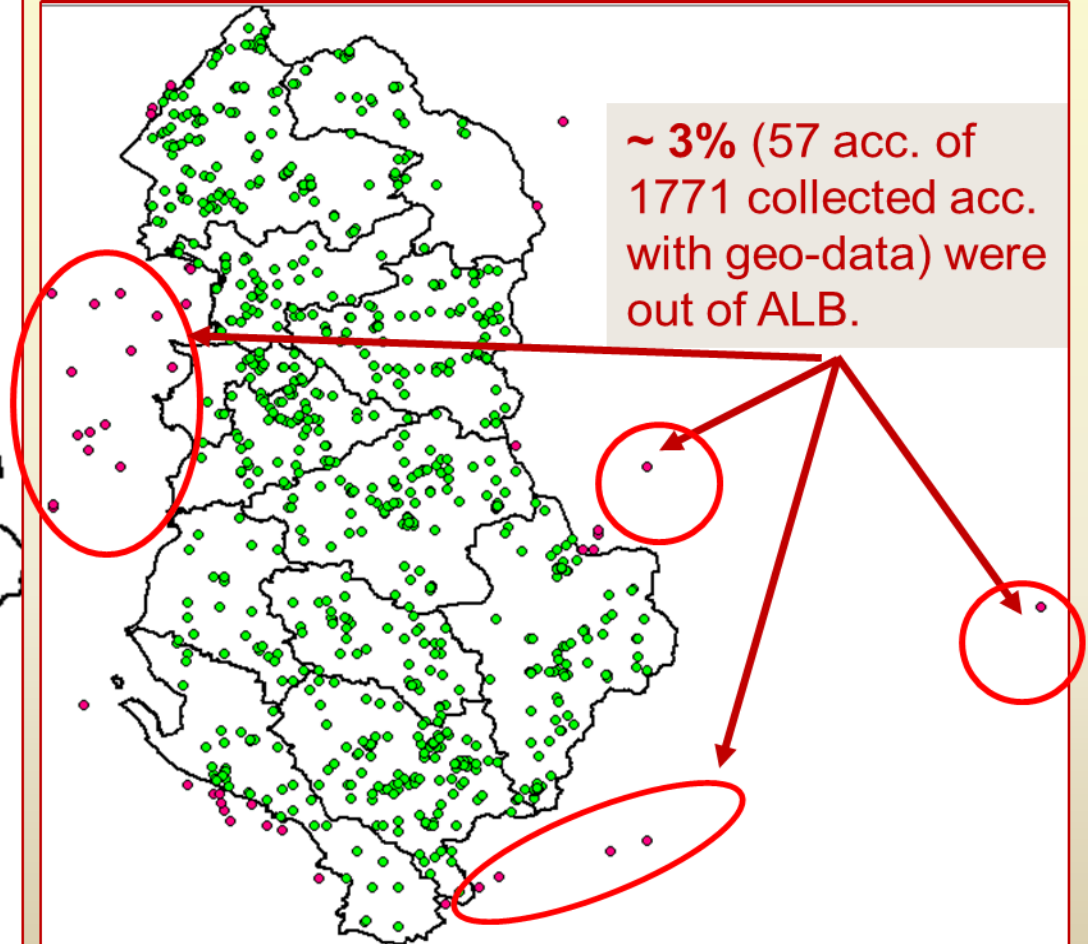 ~ 3% (57 acc. of
1771 collected acc.
with geo-data) were
out of ALB.